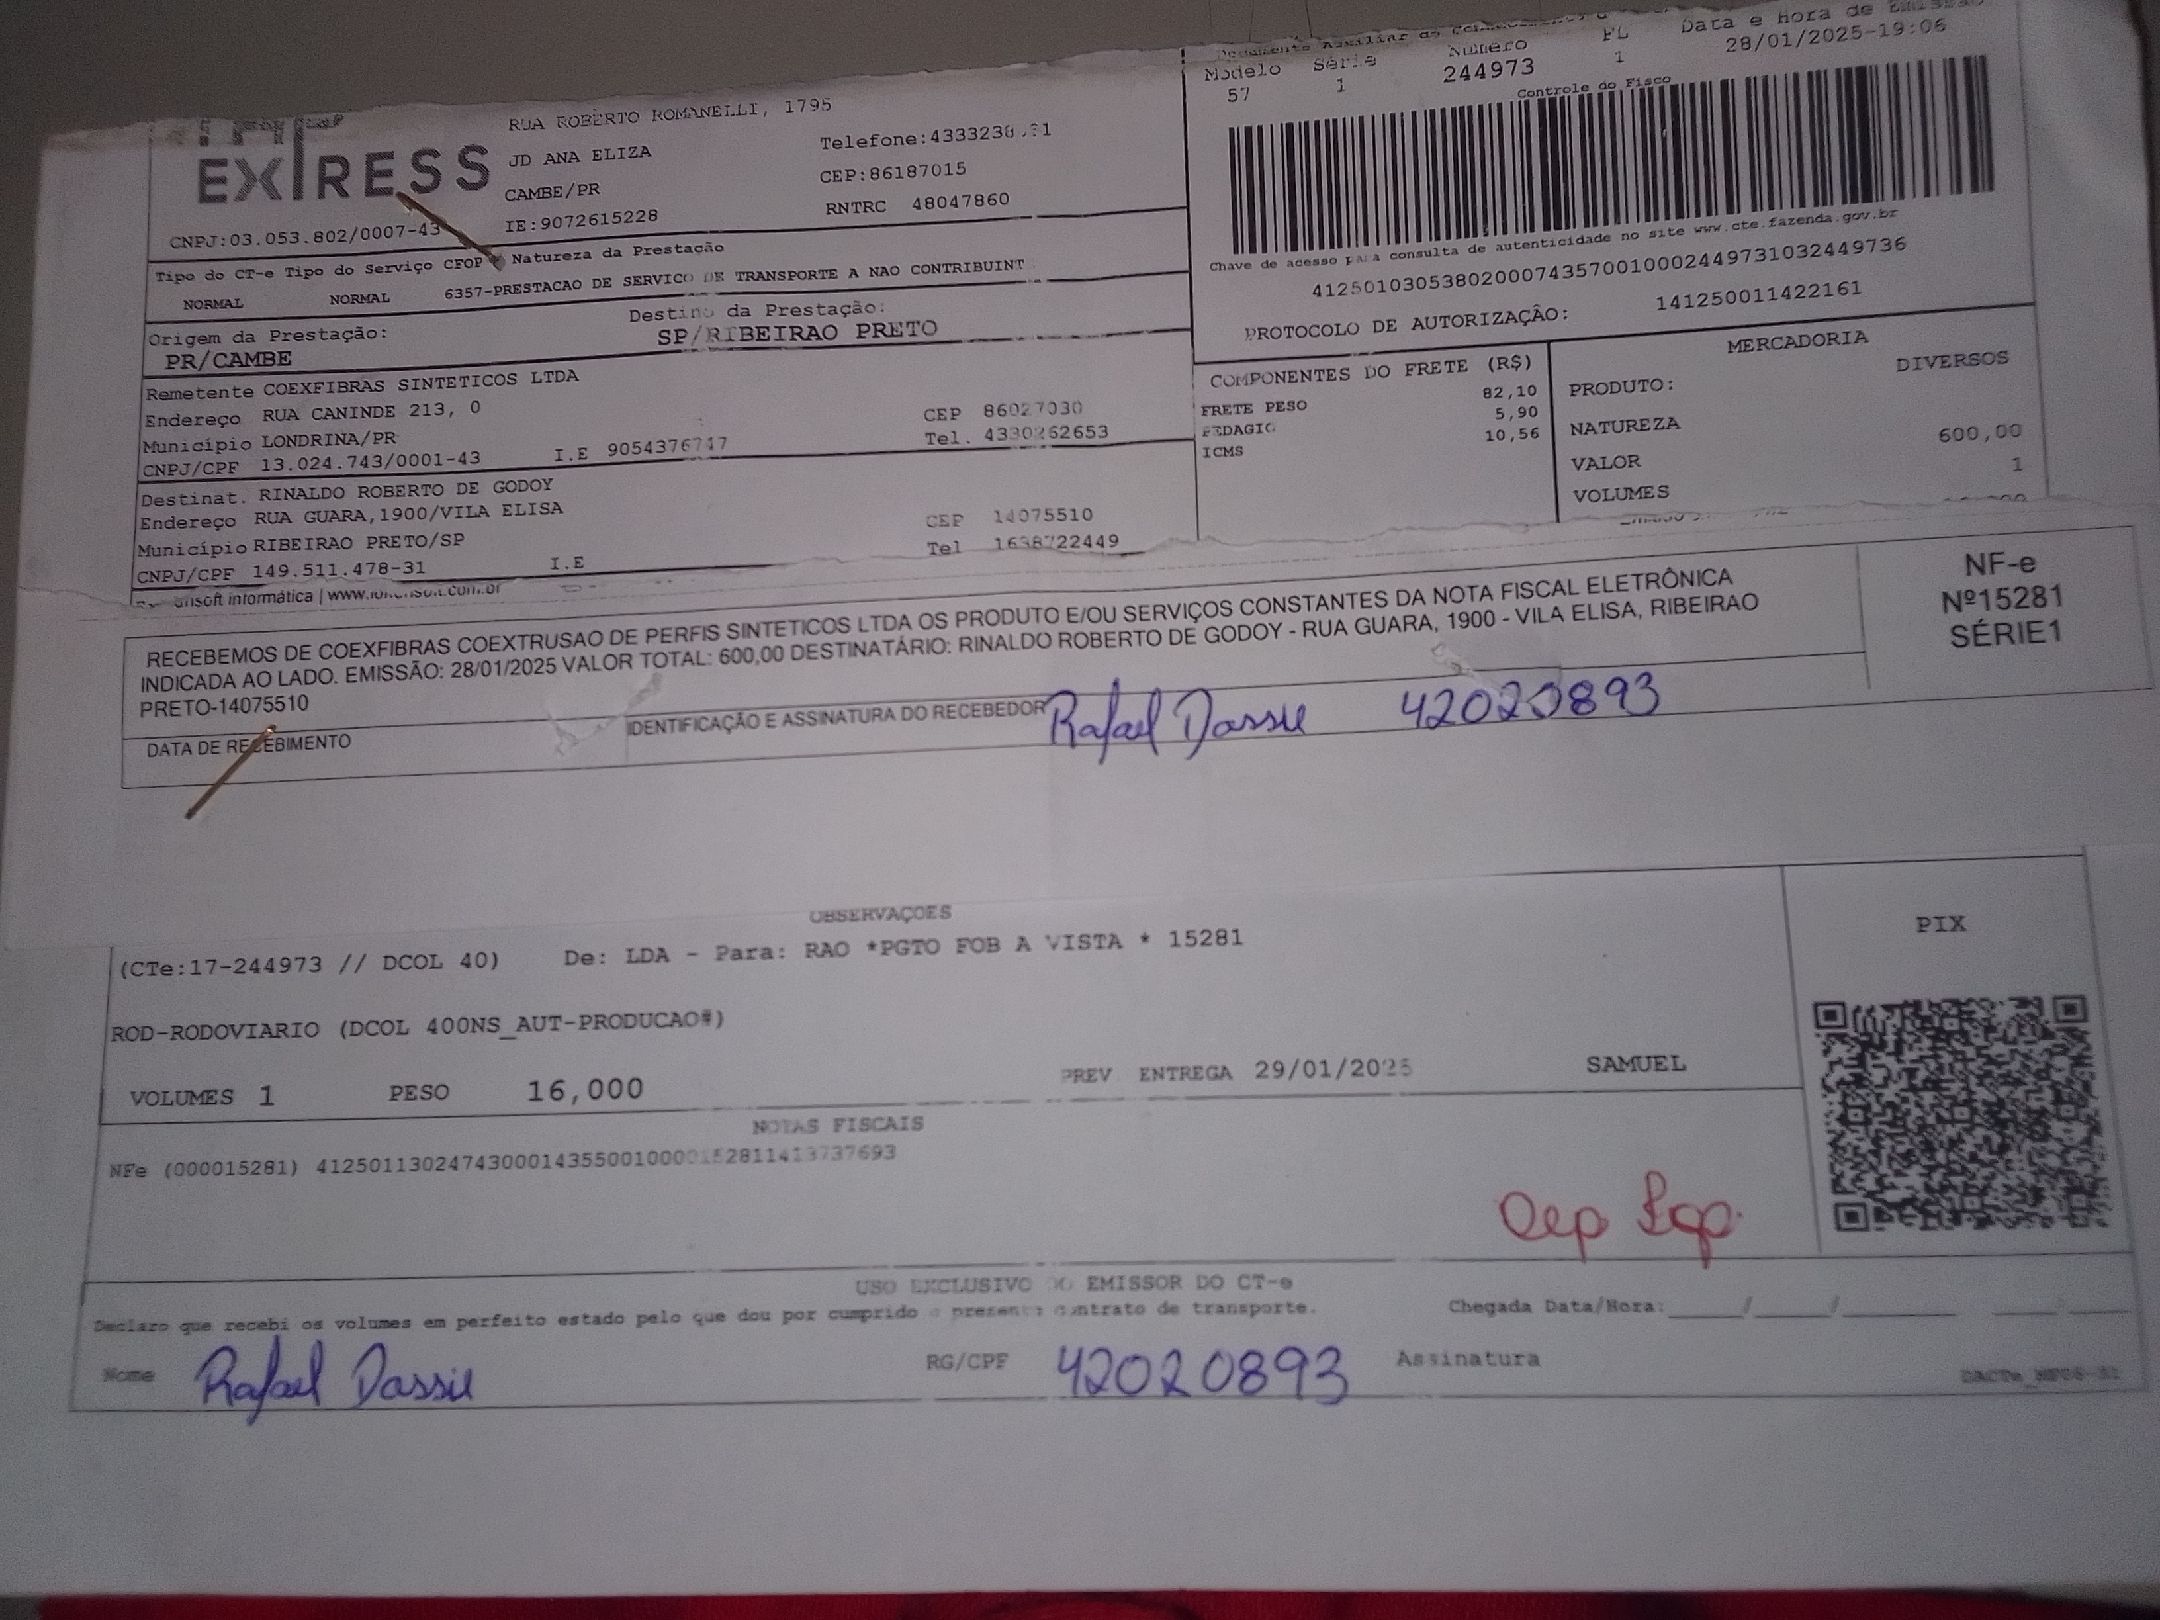 EXPRESS
CNPJ:03.053.802/0007-43
RUA ROBERTO ROMANELLI, 1795
JD ANA ELIZA
CAMBE/PR
IE:9072615228
CEP:86187015
RNTRC 48047860
Modelo Série Número FL Data e Hora de
57 1 244973 1 28/01/2025-19:06
Controle do Fisco
Chave de acesso para consulta de autenticidade no site www.cte.fazenda.gov.br
41250103053802000743570010002449731032449736
PROTOCOLO DE AUTORIZAÇÃO: 141250011422161
Tipo do CT-e Tipo do Serviço CFOP Natureza da Prestação
NORMAL NORMAL 6357-PRESTACAO DE SERVICO DE TRANSPORTE A NAO CONTRIBUINT
Origem da Prestação: Destino da Prestação:
PR/CAMBE SP/RIBEIRAO PRETO
Remetente COEXFIBRAS SINTETICOS LTDA
Endereço RUA CANINDE 213, 0 CEP 86027030
Município LONDRINA/PR Tel. 4330262653
CNPJ/CPF 13.024.743/0001-43 I.E 9054376747
Destinat. RINALDO ROBERTO DE GODOY
Endereço RUA GUARA,1900/VILA ELISA CEP 14075510
Município RIBEIRAO PRETO/SP Tel 1638722449
CNPJ/CPF 149.511.478-31 I.E
COMPONENTES DO FRETE (R$)
FRETE PESO 82,10
PEDAGIO 5,90
ICMS 10,56
MERCADORIA
PRODUTO: DIVERSOS
NATUREZA
VALOR 600,00
VOLUMES 1
RECEBEMOS DE COEXFIBRAS COEXTRUSAO DE PERFIS SINTETICOS LTDA OS PRODUTO E/OU SERVIÇOS CONSTANTES DA NOTA FISCAL ELETRÔNICA
INDICADA AO LADO. EMISSÃO: 28/01/2025 VALOR TOTAL: 600,00 DESTINATÁRIO: RINALDO ROBERTO DE GODOY - RUA GUARA, 1900 - VILA ELISA, RIBEIRAO
PRETO-14075510
NF-e
Nº15281
SÉRIE1
DATA DE RECEBIMENTO
IDENTIFICAÇÃO E ASSINATURA DO RECEBEDOR Rafael Dassie 42020893
OBSERVAÇOES
(CTe:17-244973 // DCOL 40) De: LDA - Para: RAO *PGTO FOB A VISTA * 15281
ROD-RODOVIARIO (DCOL 400NS_AUT-PRODUCAO#)
VOLUMES 1 PESO 16,000 PREV ENTREGA 29/01/2025 SAMUEL
PIX
NOTAS FISCAIS
NFe (000015281)
USO EXCLUSIVO DO EMISSOR DO CT-e
Declaro que recebi os volumes em perfeito estado pelo que dou por cumprido o presente contrato de transporte. Chegada Data/Hora:____/____/____
Nome Rafael Dassie RG/CPF 42020893 Assinatura